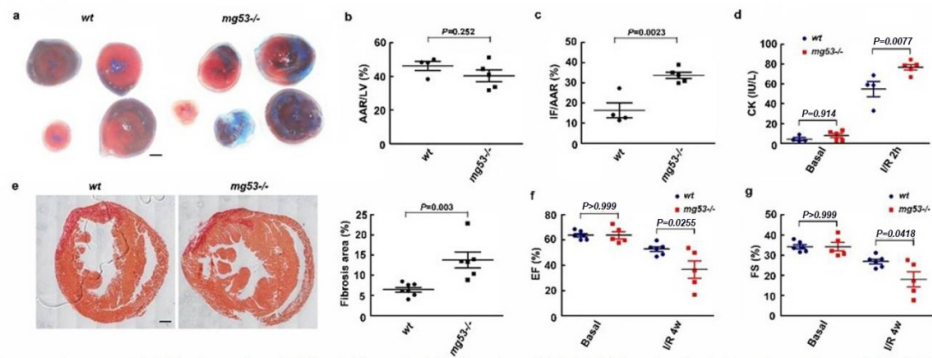 a
wt
mg53-/-
b
P=0.252
AAR/LV (%)
60
40
20
0
wt
mg53-/-
c
P=0.0023
IF/AAR (%)
50
40
30
20
10
0
wt
mg53-/-
d
wt
mg53-/-
P=0.0077
P=0.914
CK (IU/L)
100
80
60
40
20
0
Basal
I/R 2h
e
wt
mg53-/-
P=0.003
Fibrosis area (%)
25
20
15
10
5
0
wt
mg53-/-
f
wt
mg53-/-
P>0.999
P=0.0255
EF (%)
90
60
30
0
Basal
I/R 4w
g
wt
mg53-/-
P>0.999
P=0.0418
FS (%)
50
40
30
20
10
0
Basal
I/R 4w